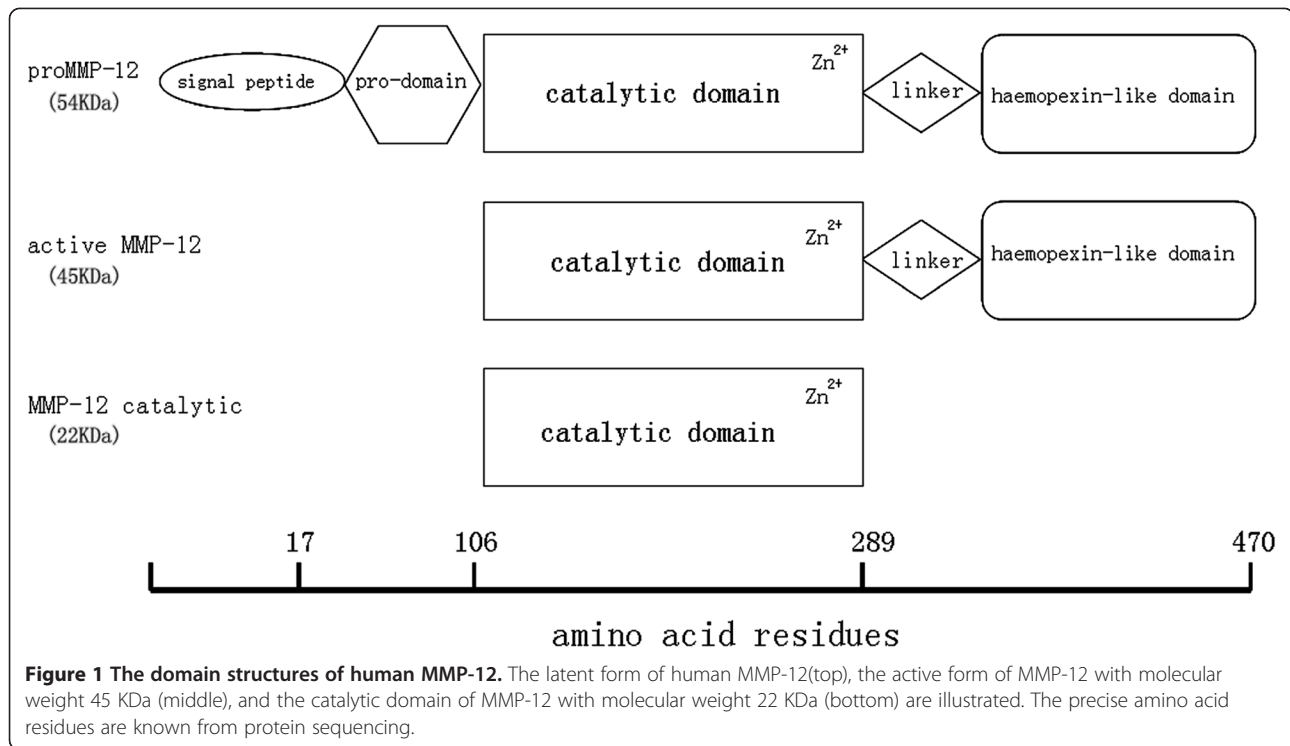 proMMP-12
(54KDa)
signal peptide
pro-domain
catalytic domain
Zn2+
linker
haemopexin-like domain
active MMP-12
(45KDa)
catalytic domain
Zn2+
linker
haemopexin-like domain
MMP-12 catalytic
(22KDa)
catalytic domain
Zn2+
17 106 289 470
amino acid residues
Figure 1 The domain structures of human MMP-12. The latent form of human MMP-12(top), the active form of MMP-12 with molecular
weight 45 KDa (middle), and the catalytic domain of MMP-12 with molecular weight 22 KDa (bottom) are illustrated. The precise amino acid
residues are known from protein sequencing.